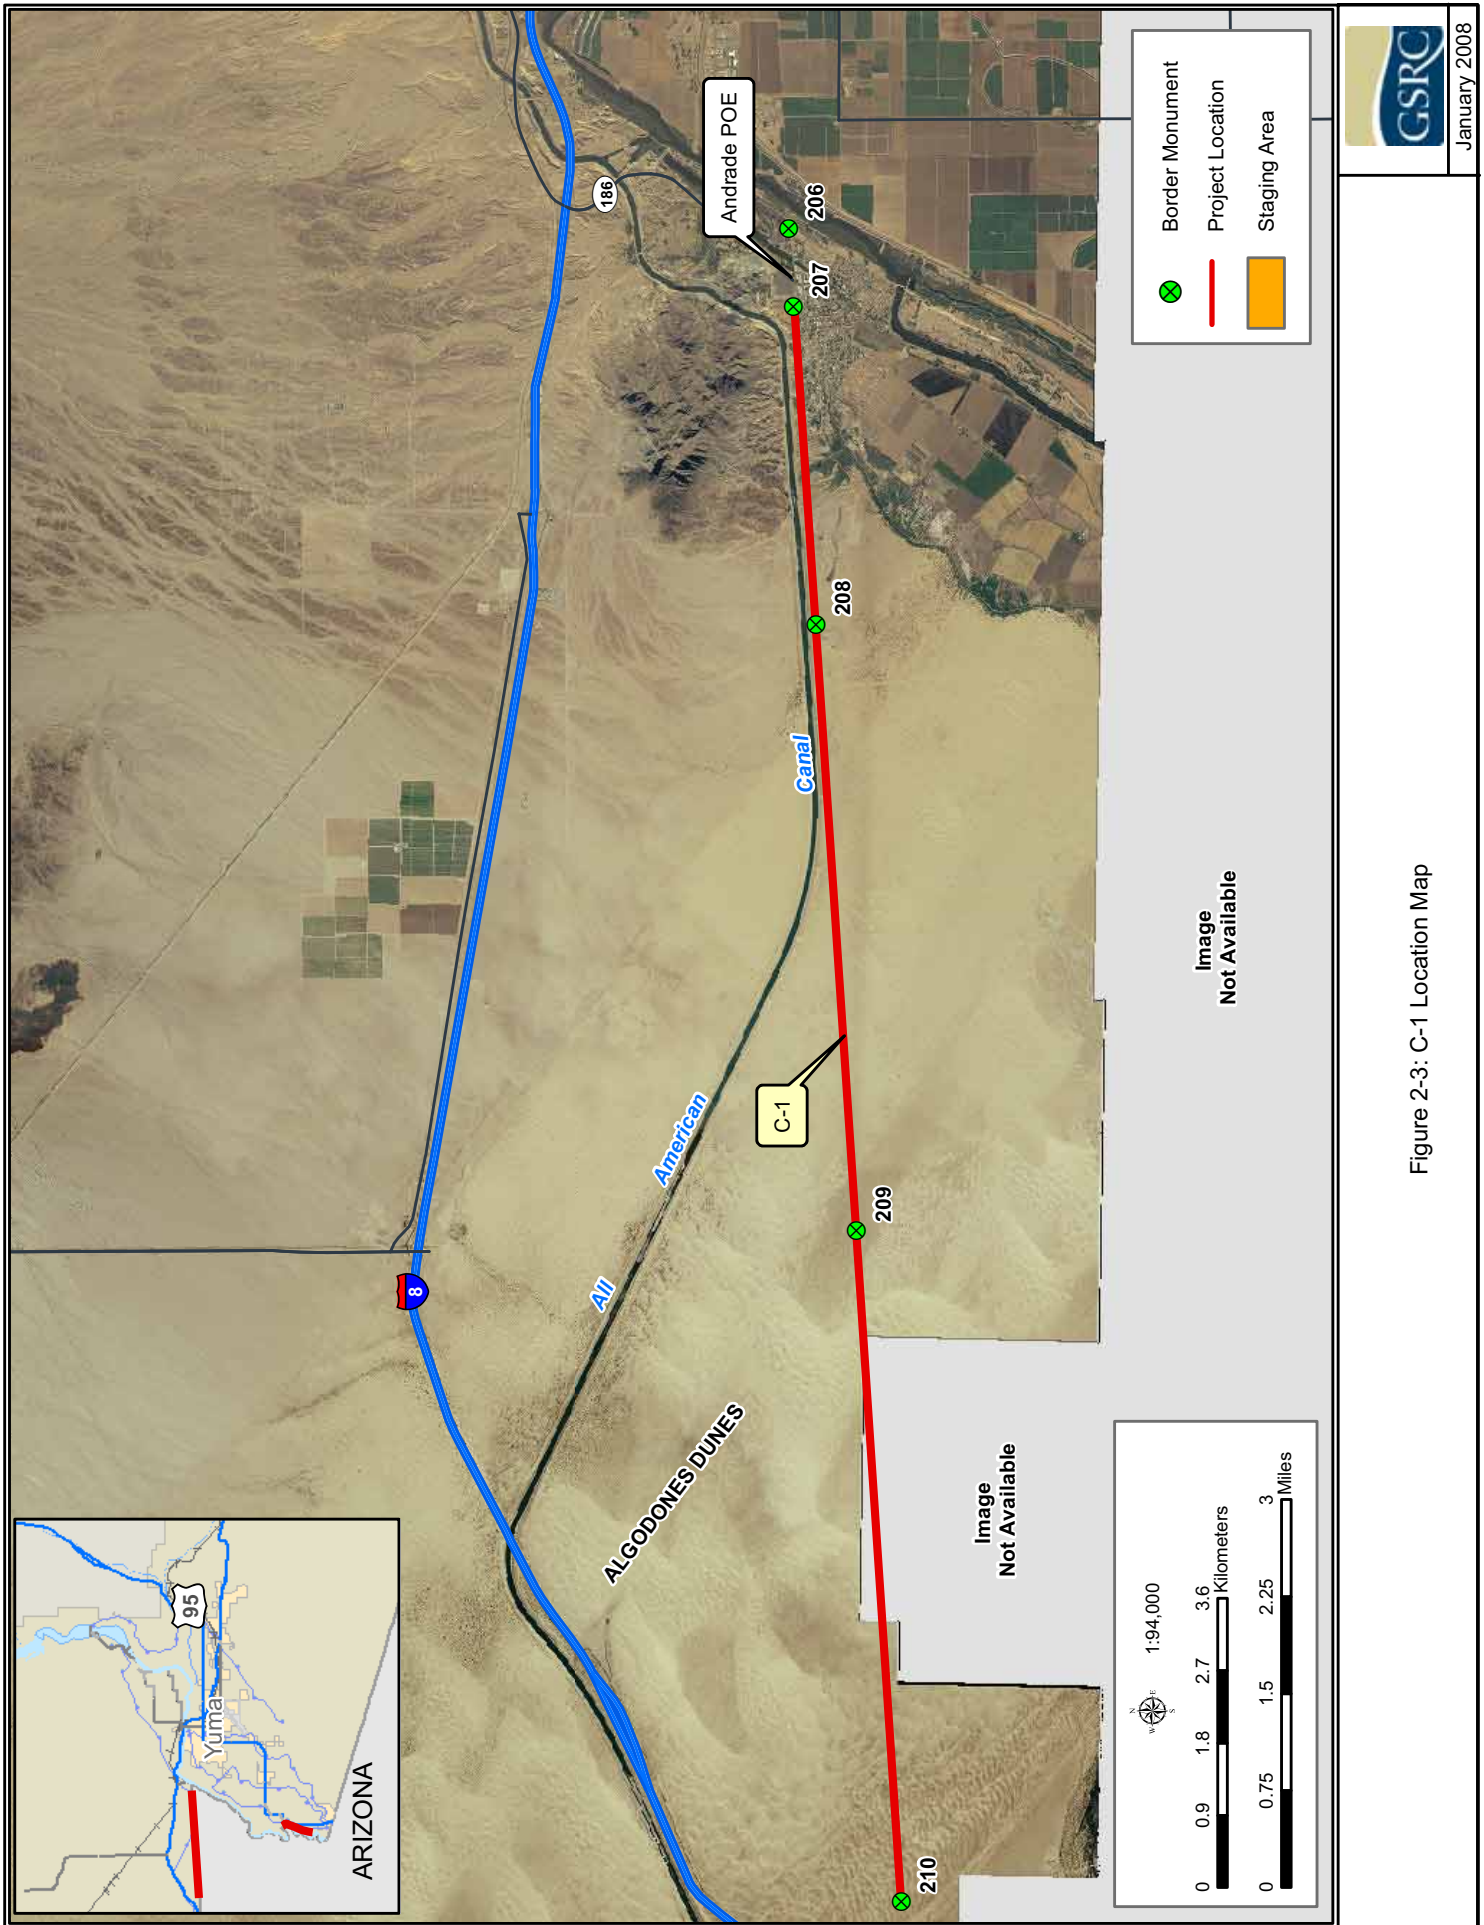 95
Yuma
ARIZONA
8
186
Andrade POE
206
207
208
209
210
All
American
Canal
C-1
ALGODONES DUNES
Image
Not Available
Image
Not Available
N
W E
S
1:94,000
0 0.9 1.8 2.7 3.6
Kilometers
0 0.75 1.5 2.25 3
Miles
Border Monument
Project Location
Staging Area
Figure 2-3: C-1 Location Map
GSRC
January 2008